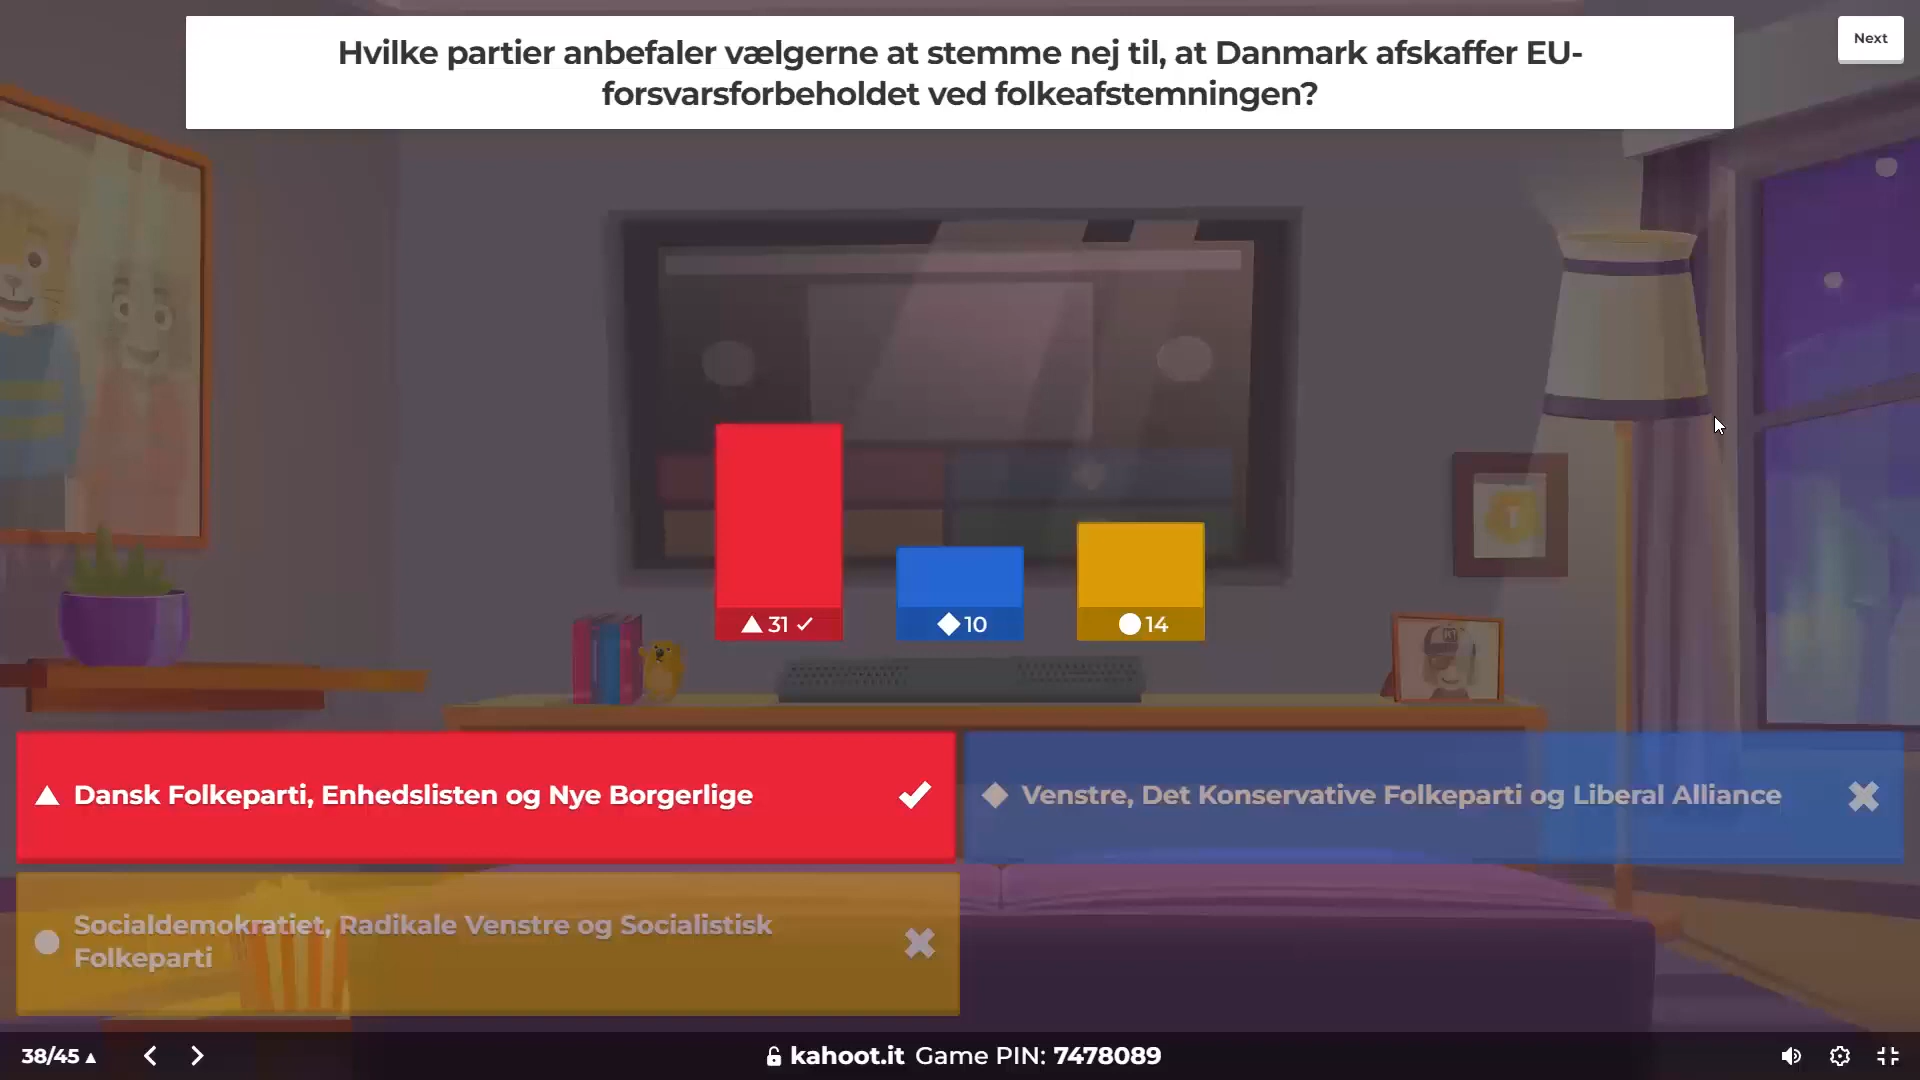 Hvilke partier anbefaler vælgerne at stemme nej til, at Danmark afskaffer EU-
forsvarsforbeholdet ved folkeafstemningen?
Next
31
10
14
Dansk Folkeparti, Enhedslisten og Nye Borgerlige
Venstre, Det Konservative Folkeparti og Liberal Alliance
Socialdemokratiet, Radikale Venstre og Socialistisk
Folkeparti
38/45
kahoot.it Game PIN: 7478089